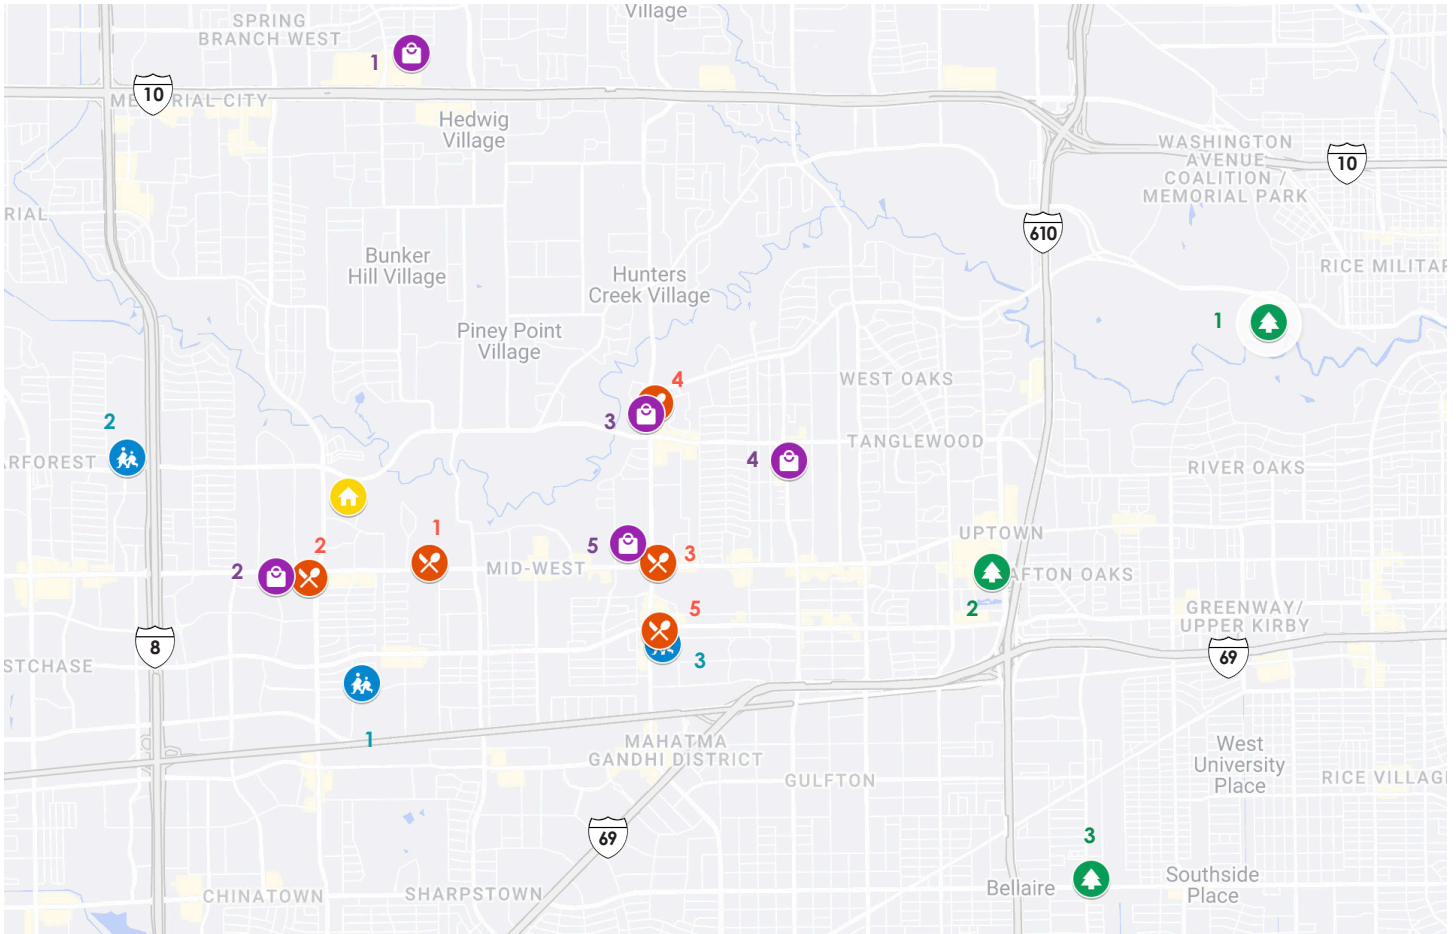 Village
SPRING
BRANCH WEST
1
10
MEMORIAL CITY
Hedwig
Village
WASHINGTON
AVENUE
COALITION /
MEMORIAL PARK
10
RIAL
610
Bunker
Hill Village
Hunters
Creek Village
RICE MILITAR
1
Piney Point
Village
4
WEST OAKS
3
2
TANGLEWOOD
4
ARFOREST
RIVER OAKS
1
UPTOWN
2
5
3
2
MID-WEST
AFTON OAKS
5
2
GREENWAY/
UPPER KIRBY
8
3
69
STCHASE
1
MAHATMA
GANDHI DISTRICT
West
University
Place
GULFTON
RICE VILLAG
69
3
CHINATOWN
SHARPSTOWN
Bellaire
Southside
Place